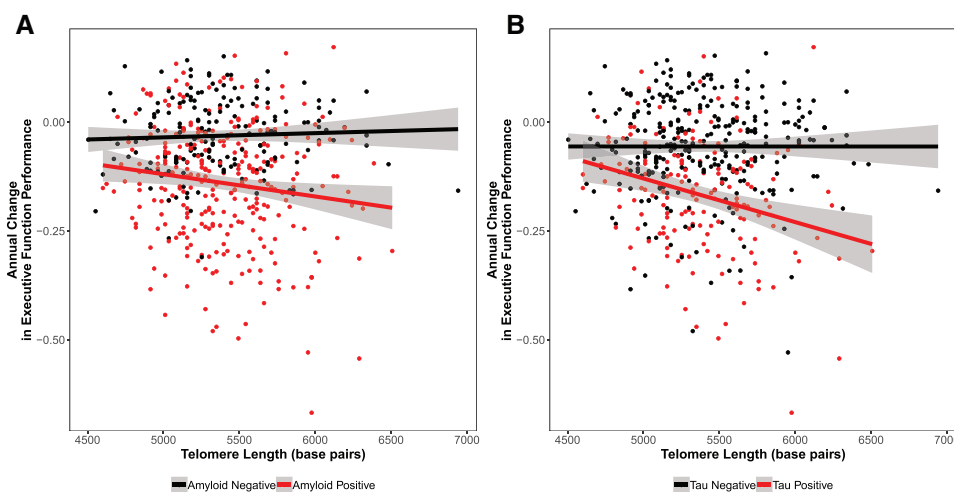 A
B
Annual Change
in Executive Function Performance
0.00
−0.25
−0.50
4500 5000 5500 6000 6500 7000
Telomere Length (base pairs)
Amyloid Negative Amyloid Positive
Annual Change
in Executive Function Performance
0.00
−0.25
−0.50
4500 5000 5500 6000 6500 700
Telomere Length (base pairs)
Tau Negative Tau Positive